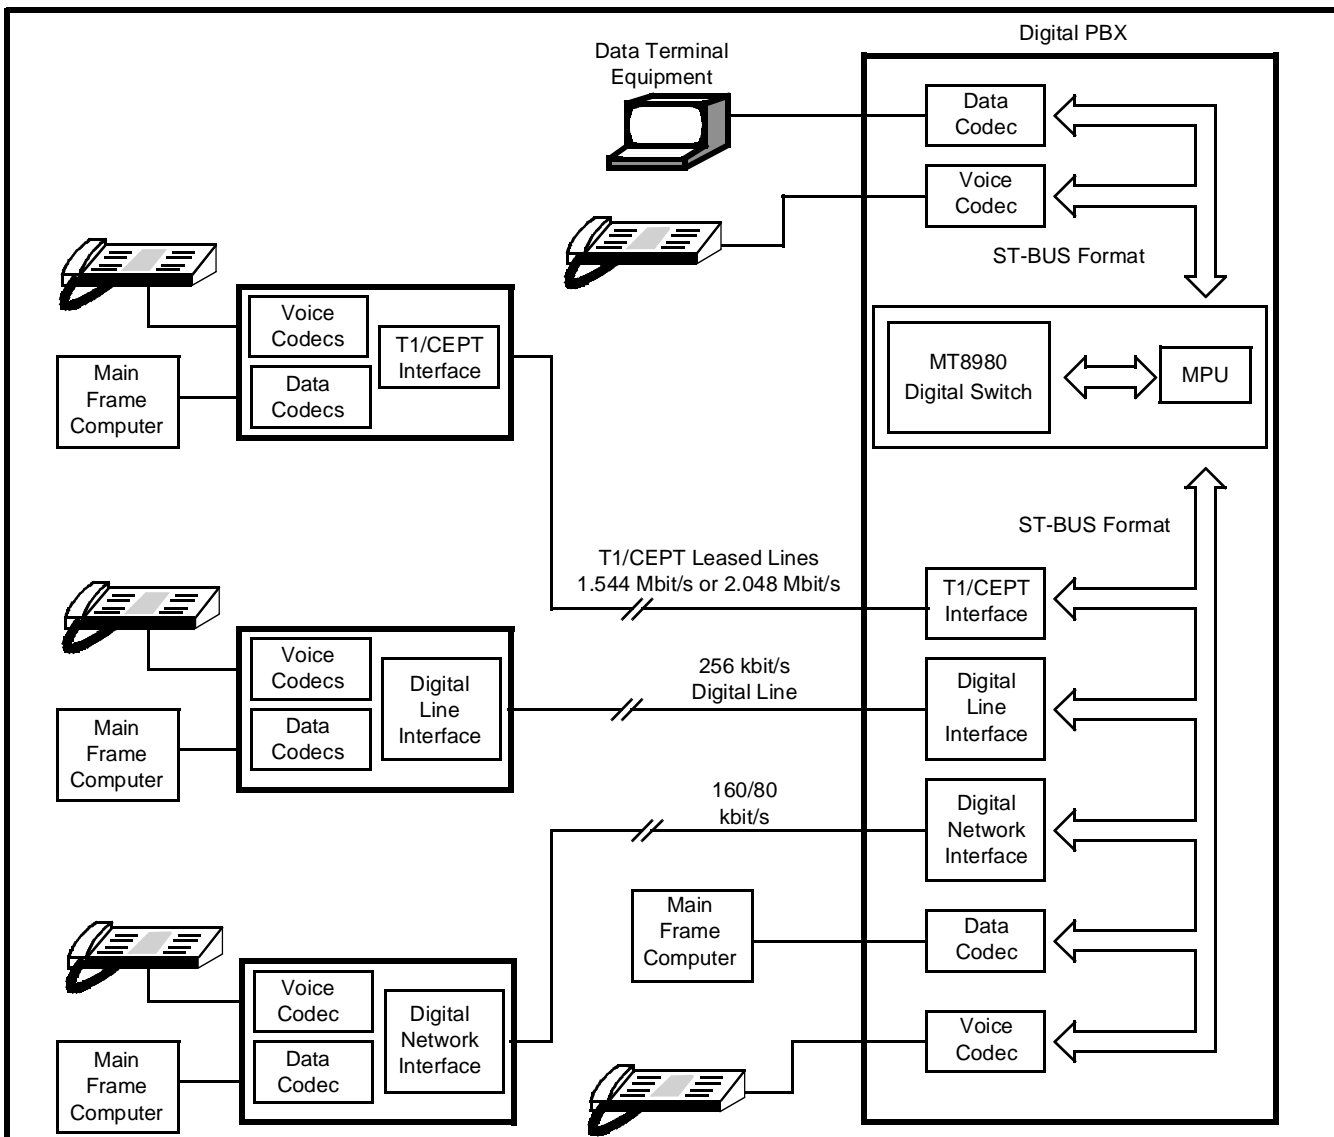 Digital PBX
Data Terminal
Equipment
Data
Codec
Voice
Codec
ST-BUS Format
Voice
Codecs
T1/CEPT
Interface
Data
Codecs
Main
Frame
Computer
MT8980
Digital Switch
MPU
ST-BUS Format
T1/CEPT Leased Lines
1.544 Mbit/s or 2.048 Mbit/s
T1/CEPT
Interface
Voice
Codecs
Digital
Line
Interface
Data
Codecs
Main
Frame
Computer
256 kbit/s
Digital Line
Digital
Line
Interface
160/80
kbit/s
Digital
Network
Interface
Main
Frame
Computer
Data
Codec
Voice
Codec
Digital
Network
Interface
Data
Codec
Main
Frame
Computer
Voice
Codec